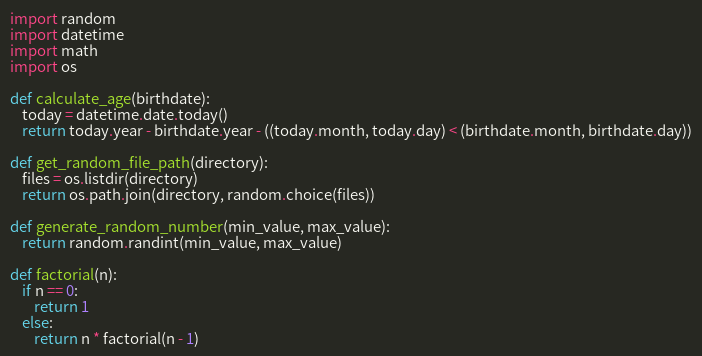 import random
import datetime
import math
import os

def calculate_age(birthdate):
    today = datetime.date.today()
    return today.year - birthdate.year - ((today.month, today.day) < (birthdate.month, birthdate.day))

def get_random_file_path(directory):
    files = os.listdir(directory)
    return os.path.join(directory, random.choice(files))

def generate_random_number(min_value, max_value):
    return random.randint(min_value, max_value)

def factorial(n):
    if n == 0:
        return 1
    else:
        return n * factorial(n - 1)